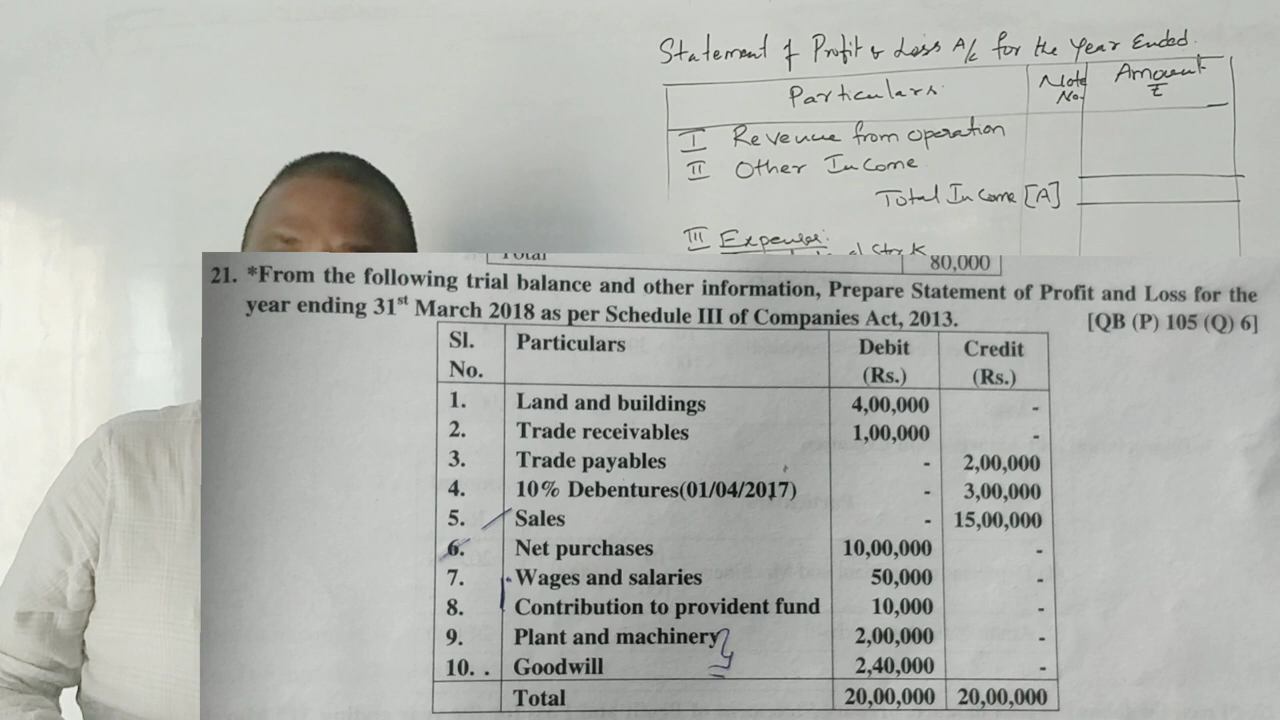 Statement of Profit & Loss A/c for the Year Ended.
Particulars. Note No. Amount ₹
I Revenue from operation
II Other Income
Total Income [A]
III Expenses:
Total 80,000
21. *From the following trial balance and other information, Prepare Statement of Profit and Loss for the
year ending 31st March 2018 as per Schedule III of Companies Act, 2013. [QB (P) 105 (Q) 6]
Sl. No. Particulars Debit (Rs.) Credit (Rs.)
1. Land and buildings 4,00,000 -
2. Trade receivables 1,00,000 -
3. Trade payables - 2,00,000
4. 10% Debentures(01/04/2017) - 3,00,000
5. Sales - 15,00,000
6. Net purchases 10,00,000 -
7. Wages and salaries 50,000 -
8. Contribution to provident fund 10,000 -
9. Plant and machinery 2,00,000 -
10. . Goodwill 2,40,000 -
Total 20,00,000 20,00,000